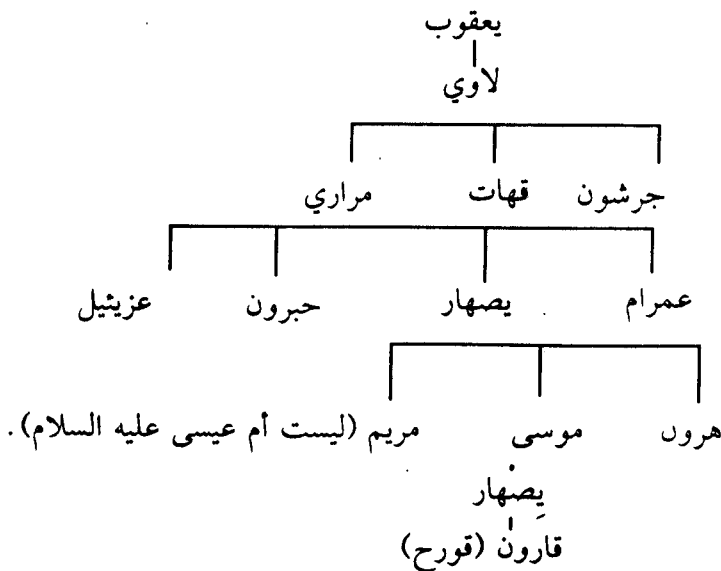 يعقوب
لاوي
جرشون قهات مراري
عمرام يصهار حبرون عزيئيل
هرون موسى مريم (ليست أم عيسى عليه السلام).
يِصْهار
قارون (قورح)